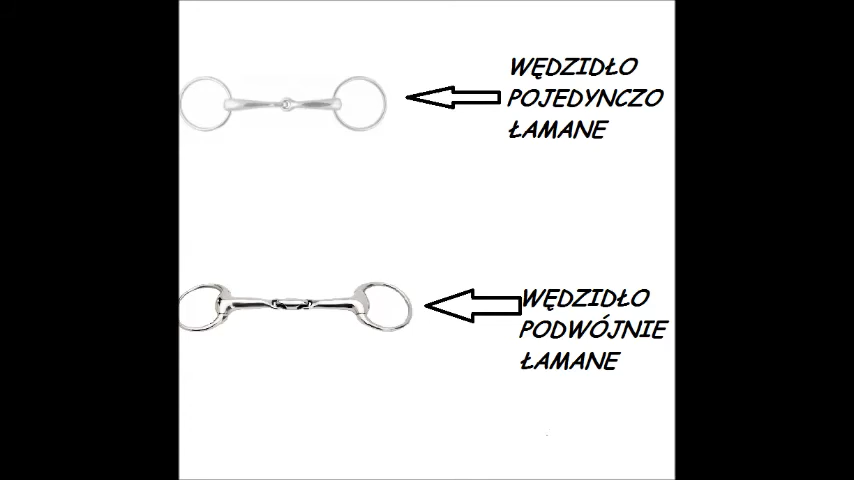 WĘDZIDŁO
POJEDYNCZO
ŁAMANE
WĘDZIDŁO
PODWÓJNIE
ŁAMANE